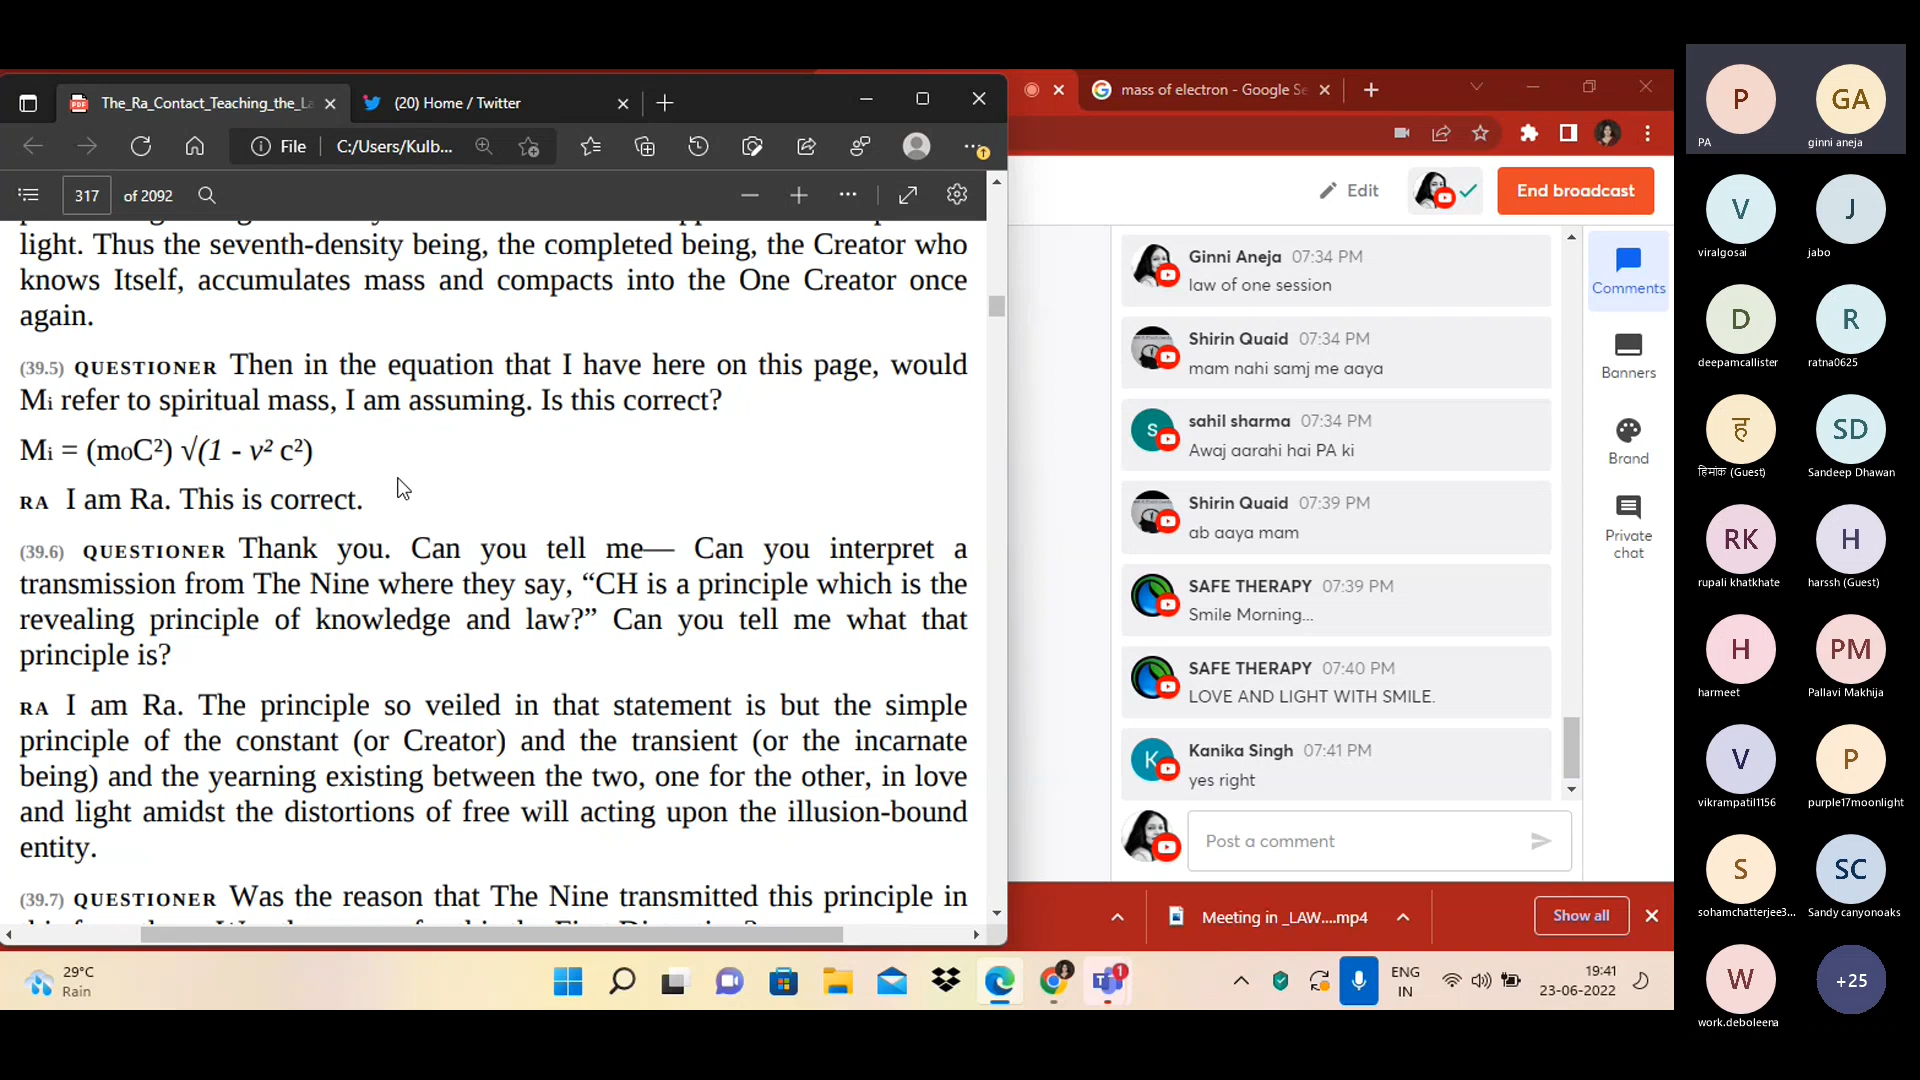 The_Ra_Contact_Teaching_the_La
(20) Home / Twitter
mass of electron - Google Se
File
C:/Users/Kulb...
317
of 2092
light. Thus the seventh-density being, the completed being, the Creator who
knows Itself, accumulates mass and compacts into the One Creator once
again.
(39.5) QUESTIONER Then in the equation that I have here on this page, would
Mi refer to spiritual mass, I am assuming. Is this correct?
Mi = (m₀C²) √(1 - v² c²)
RA I am Ra. This is correct.
(39.6) QUESTIONER Thank you. Can you tell me— Can you interpret a
transmission from The Nine where they say, “CH is a principle which is the
revealing principle of knowledge and law?” Can you tell me what that
principle is?
RA I am Ra. The principle so veiled in that statement is but the simple
principle of the constant (or Creator) and the transient (or the incarnate
being) and the yearning existing between the two, one for the other, in love
and light amidst the distortions of free will acting upon the illusion-bound
entity.
(39.7) QUESTIONER Was the reason that The Nine transmitted this principle in
Edit
End broadcast
Ginni Aneja 07:34 PM
law of one session
Shirin Quaid 07:34 PM
mam nahi samj me aaya
S
sahil sharma 07:34 PM
Awaj aarahi hai PA ki
Shirin Quaid 07:39 PM
ab aaya mam
SAFE THERAPY 07:39 PM
Smile Morning...
SAFE THERAPY 07:40 PM
LOVE AND LIGHT WITH SMILE.
K
Kanika Singh 07:41 PM
yes right
Post a comment
Comments
Banners
Brand
Private
chat
Meeting in _LAW....mp4
Show all
29°C
Rain
1
ENG
IN
19:41
23-06-2022
P
PA
GA
ginni aneja
V
viralgosai
J
jabo
D
deepamcallister
R
ratna0625
ह
हिमांक (Guest)
SD
Sandeep Dhawan
RK
rupali khatkhate
H
harssh (Guest)
H
harmeet
PM
Pallavi Makhija
V
vikrampatil1156
P
purple17moonlight
S
sohamchatterjee3...
SC
Sandy canyonoaks
W
work.deboleena
+25